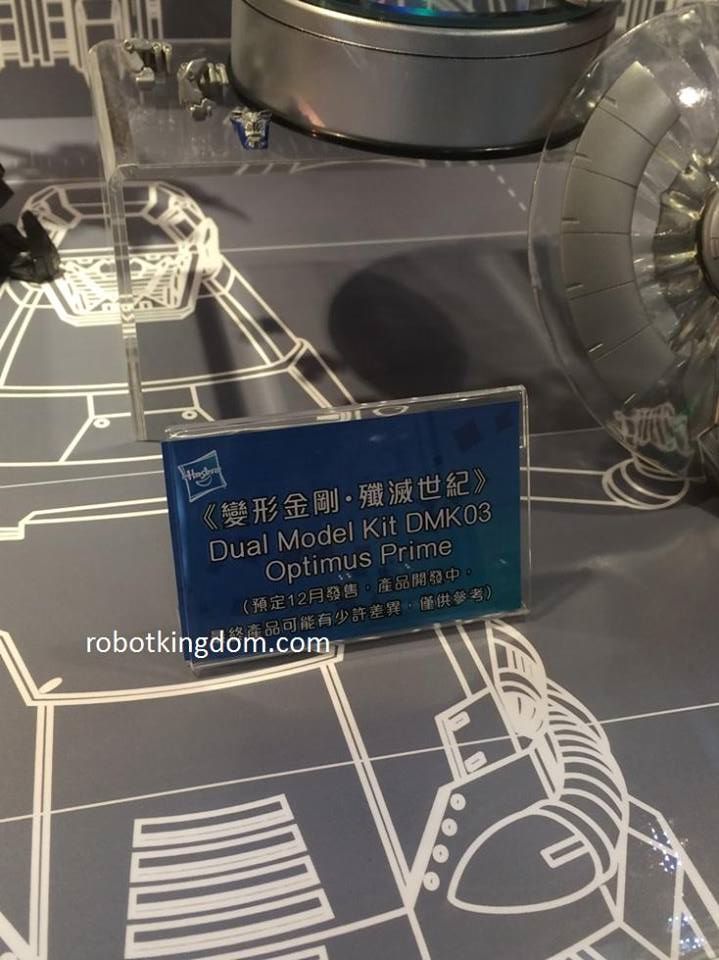 Hasbro
《變形金剛·殲滅世紀》
Dual Model Kit DMK03
Optimus Prime
(預定12月發售，產品開發中，
最終產品可能有少許差異，僅供參考)
robotkingdom.com